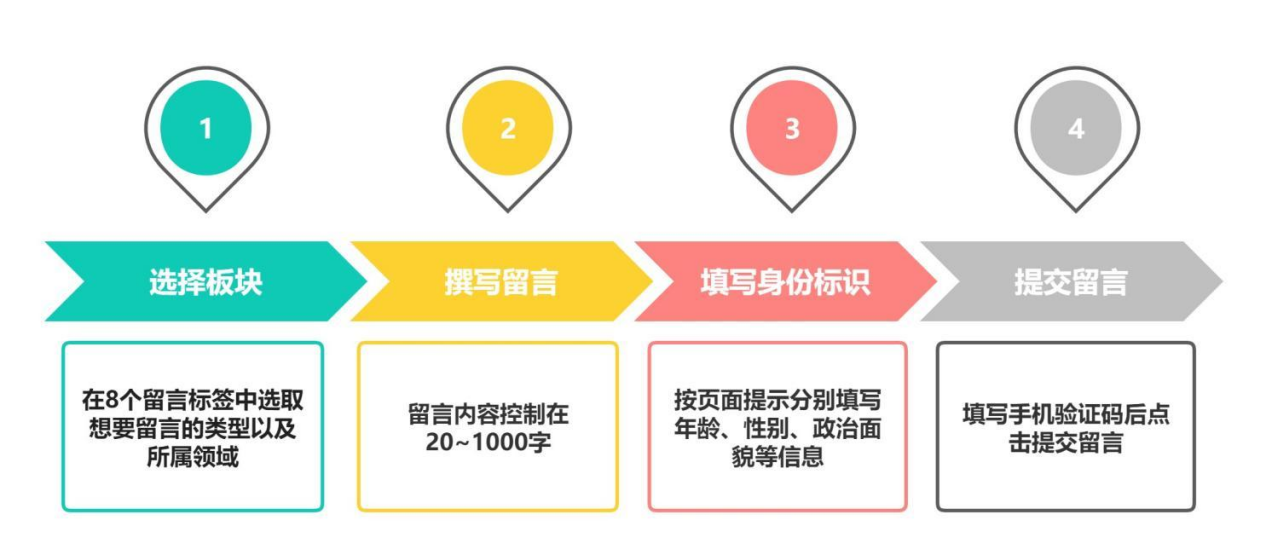 1
2
3
4
选择板块
撰写留言
填写身份标识
提交留言
在8个留言标签中选取
想要留言的类型以及
所属领域
留言内容控制在
20~1000字
按页面提示分别填写
年龄、性别、政治面
貌等信息
填写手机验证码后点
击提交留言